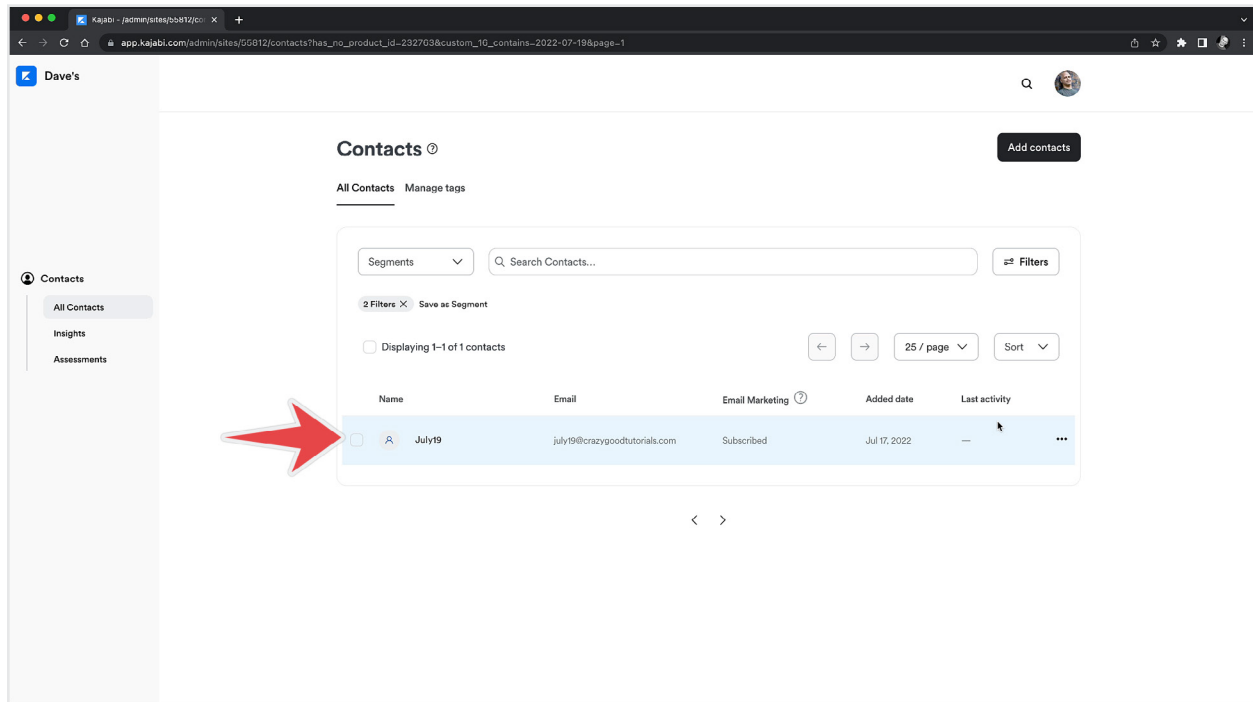 Kajabi - /admin/sites/55812/co
app.kajabi.com/admin/sites/55812/contacts?has_no_product_id=232703&custom_10_contains=2022-07-19&page=1
Dave's
Contacts
Add contacts
All Contacts Manage tags
Segments Search Contacts... Filters
Contacts
All Contacts
Insights
Assessments
2 Filters Save as Segment
Displaying 1–1 of 1 contacts 25 / page Sort
Name Email Email Marketing Added date Last activity
July19 july19@crazygoodtutorials.com Subscribed Jul 17, 2022 —